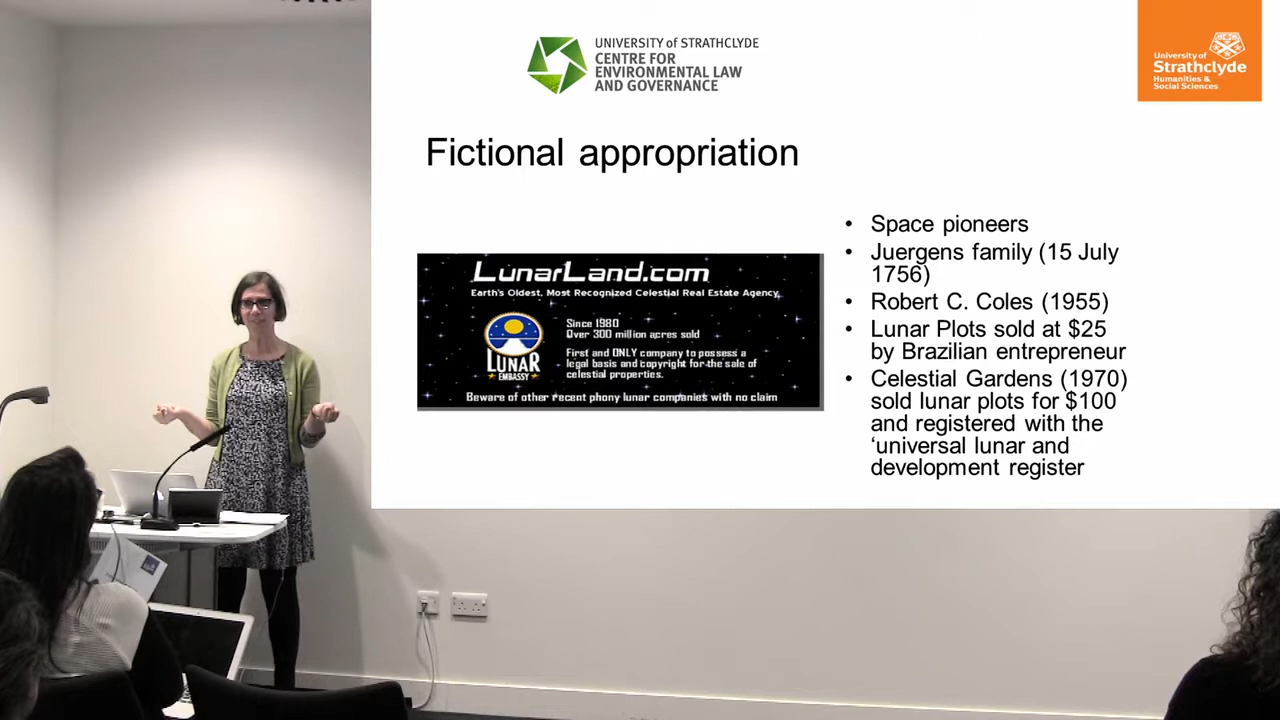 UNIVERSITY of STRATHCLYDE
CENTRE FOR
ENVIRONMENTAL LAW
AND GOVERNANCE
University of
Strathclyde
Humanities &
Social Sciences
Fictional appropriation
LunarLand.com
Earth's Oldest, Most Recognized Celestial Real Estate Agency
Since 1980
Over 300 million acres sold
First and ONLY company to possess a
legal basis and copyright for the sale of
celestial properties.
LUNAR
EMBASSY
Beware of other recent phony lunar companies with no claim
• Space pioneers
• Juergens family (15 July
1756)
• Robert C. Coles (1955)
• Lunar Plots sold at $25
by Brazilian entrepreneur
• Celestial Gardens (1970)
sold lunar plots for $100
and registered with the
‘universal lunar and
development register